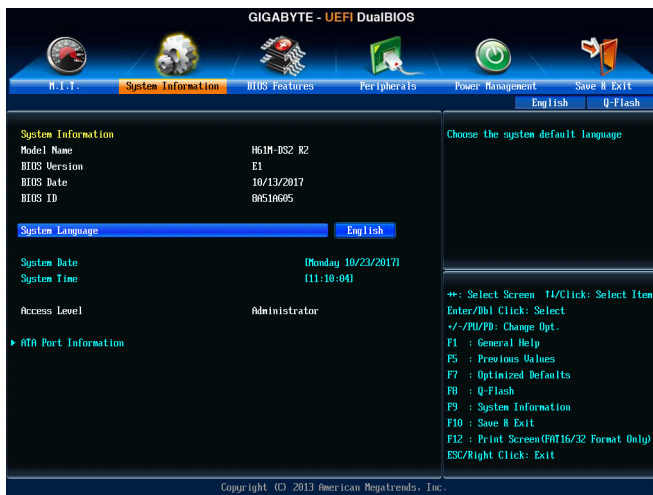 GIGABYTE - UEFI DualBIOS
M.I.T.
System Information
BIOS Features
Peripherals
Power Management
Save & Exit
English
Q-Flash
System Information
Model Name H61M-DS2 R2
BIOS Version E1
BIOS Date 10/13/2017
BIOS ID 8A51AG05
System Language English
System Date [Monday 10/23/2017]
System Time [11:10:04]
Access Level Administrator
ATA Port Information
Choose the system default language
→←: Select Screen ↑↓/Click: Select Item
Enter/Dbl Click: Select
+/-/PU/PD: Change Opt.
F1 : General Help
F5 : Previous Values
F7 : Optimized Defaults
F8 : Q-Flash
F9 : System Information
F10 : Save & Exit
F12 : Print Screen(FAT16/32 Format Only)
ESC/Right Click: Exit
Copyright (C) 2013 American Megatrends, Inc.